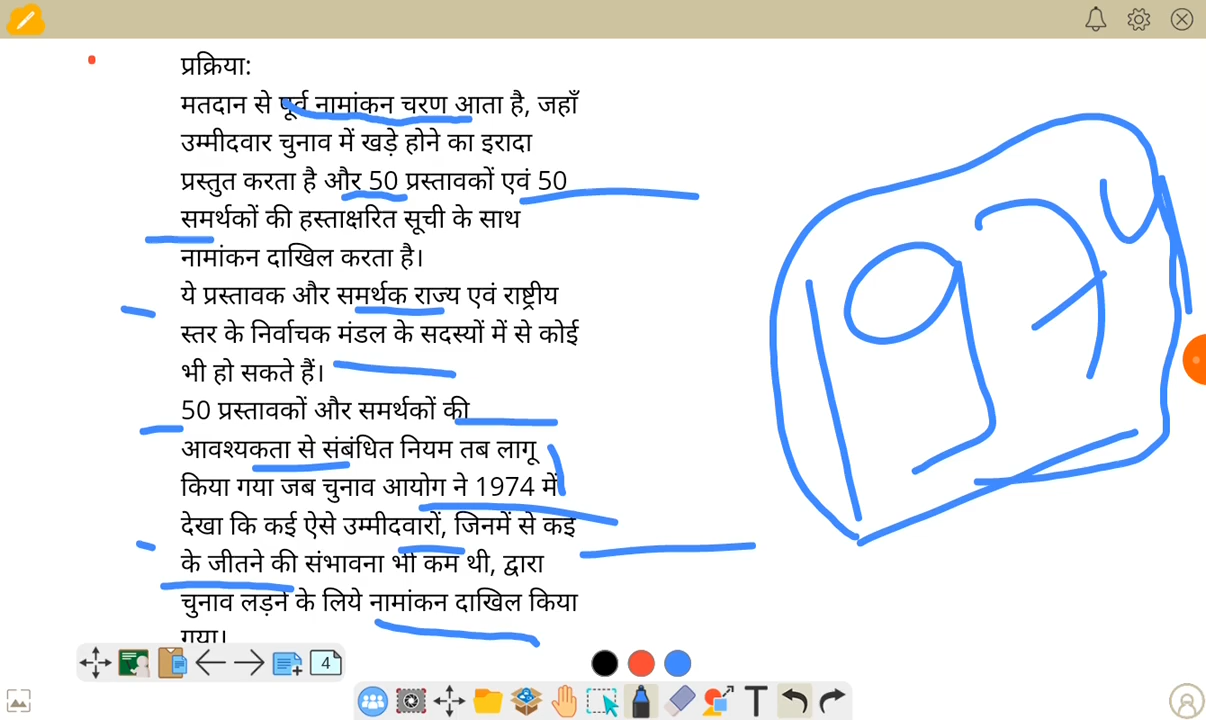 प्रक्रिया:
मतदान से पूर्व नामांकन चरण आता है, जहाँ
उम्मीदवार चुनाव में खड़े होने का इरादा
प्रस्तुत करता है और 50 प्रस्तावकों एवं 50
समर्थकों की हस्ताक्षरित सूची के साथ
नामांकन दाखिल करता है।
ये प्रस्तावक और समर्थक राज्य एवं राष्ट्रीय
स्तर के निर्वाचक मंडल के सदस्यों में से कोई
भी हो सकते हैं।
50 प्रस्तावकों और समर्थकों की
आवश्यकता से संबंधित नियम तब लागू
किया गया जब चुनाव आयोग ने 1974 में
देखा कि कई ऐसे उम्मीदवारों, जिनमें से कई
के जीतने की संभावना भी कम थी, द्वारा
चुनाव लड़ने के लिये नामांकन दाखिल किया
गया।
1974
4
T